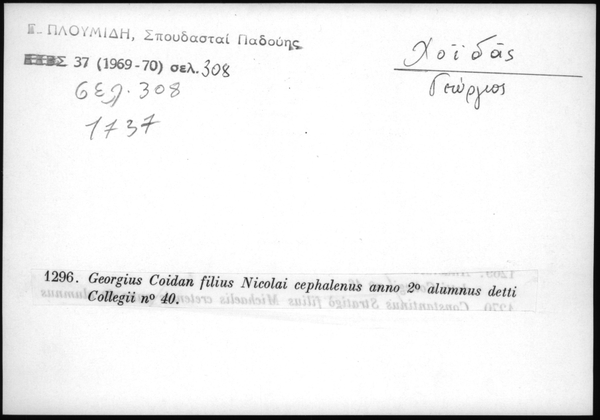 ΠΛΟΥΜΙΔΗ, Σπουδασταί Παδούης
37 (1969-70) σελ. 308
σελ. 308
1737
Χοϊδᾶς
Γεώργιος
1296. Georgius Coidan filius Nicolai cephalenus anno 2º alumnus detti
Collegii nº 40.